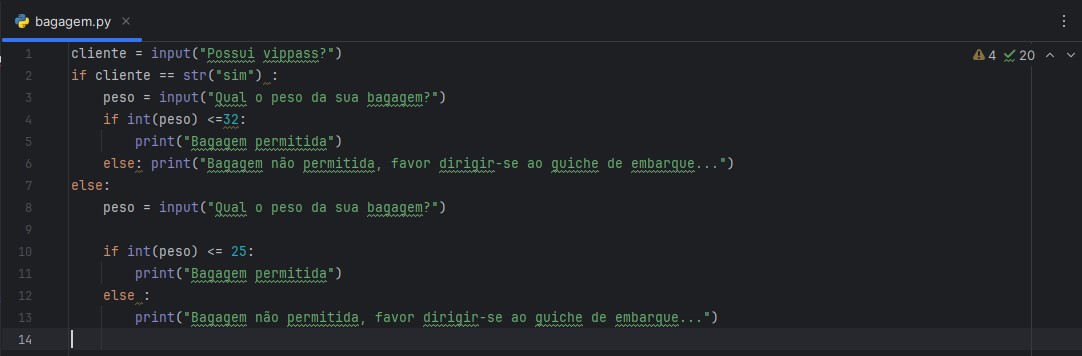 bagagem.py
4 20
1 cliente = input("Possui vippass?")
2 if cliente == str("sim") :
3 peso = input("Qual o peso da sua bagagem?")
4 if int(peso) <=32:
5 print("Bagagem permitida")
6 else: print("Bagagem não permitida, favor dirigir-se ao guiche de embarque...")
7 else:
8 peso = input("Qual o peso da sua bagagem?")
9
10 if int(peso) <= 25:
11 print("Bagagem permitida")
12 else :
13 print("Bagagem não permitida, favor dirigir-se ao guiche de embarque...")
14